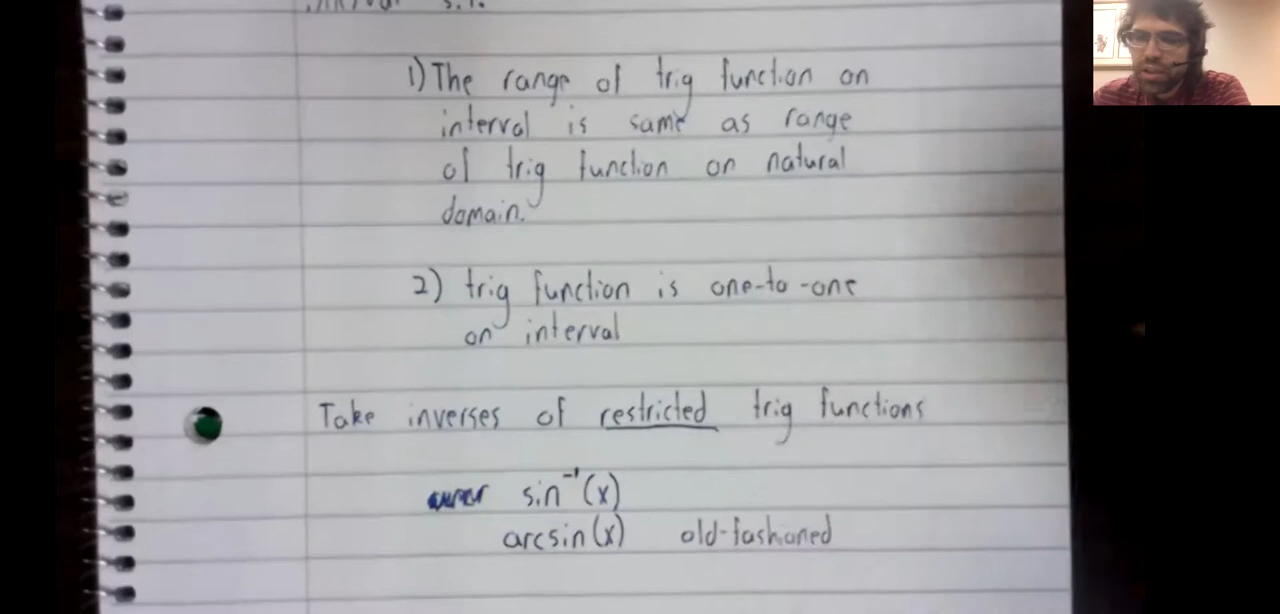 1) The range of trig function on
interval is same as range
of trig function on natural
domain.
2) trig function is one-to-one
on interval
Take inverses of restricted trig functions
sin⁻¹(x)
arcsin(x) old-fashioned